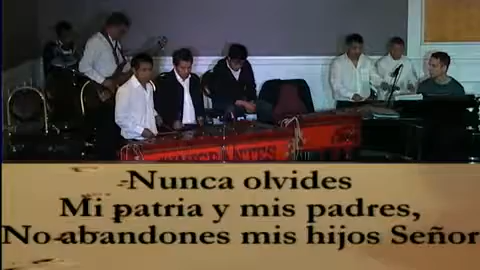 Nunca olvides
Mi patria y mis padres,
No abandones mis hijos Señor